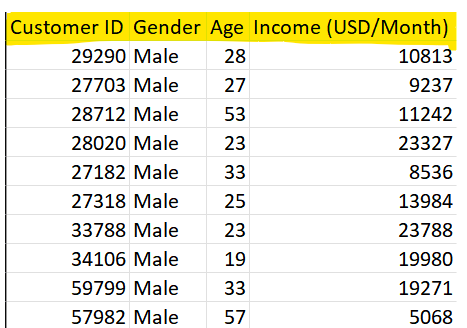 Customer ID Gender Age Income (USD/Month)
29290 Male 28 10813
27703 Male 27 9237
28712 Male 53 11242
28020 Male 23 23327
27182 Male 33 8536
27318 Male 25 13984
33788 Male 23 23788
34106 Male 19 19980
59799 Male 33 19271
57982 Male 57 5068